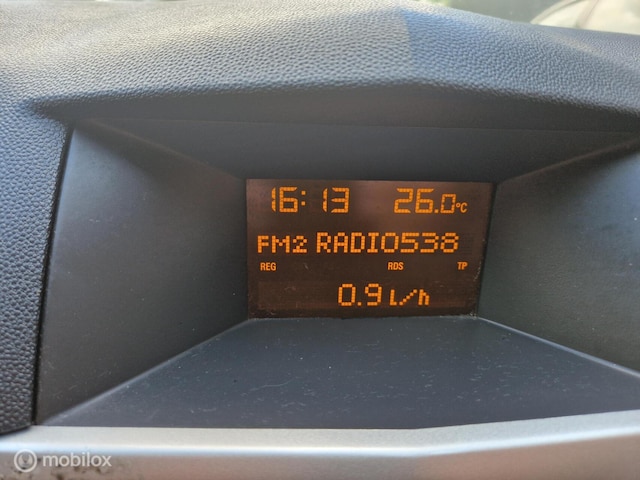 16:13 26.0°C
FM2 RADIO538
REG RDS TP
0.9 l/h
mobilox